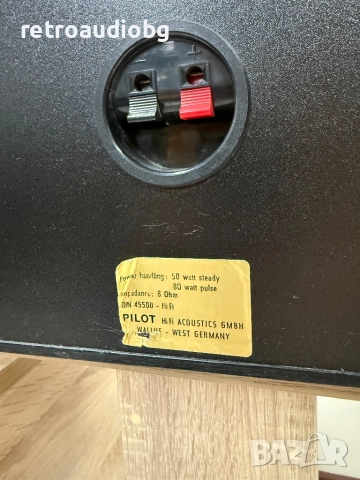 retroaudiobg
- +
Power handling: 50 watt steady
80 watt pulse
Impedance: 8 Ohm
DIN 45500 - HiFi
PILOT HiFi ACOUSTICS GMBH
- WEST GERMANY
BAZAR